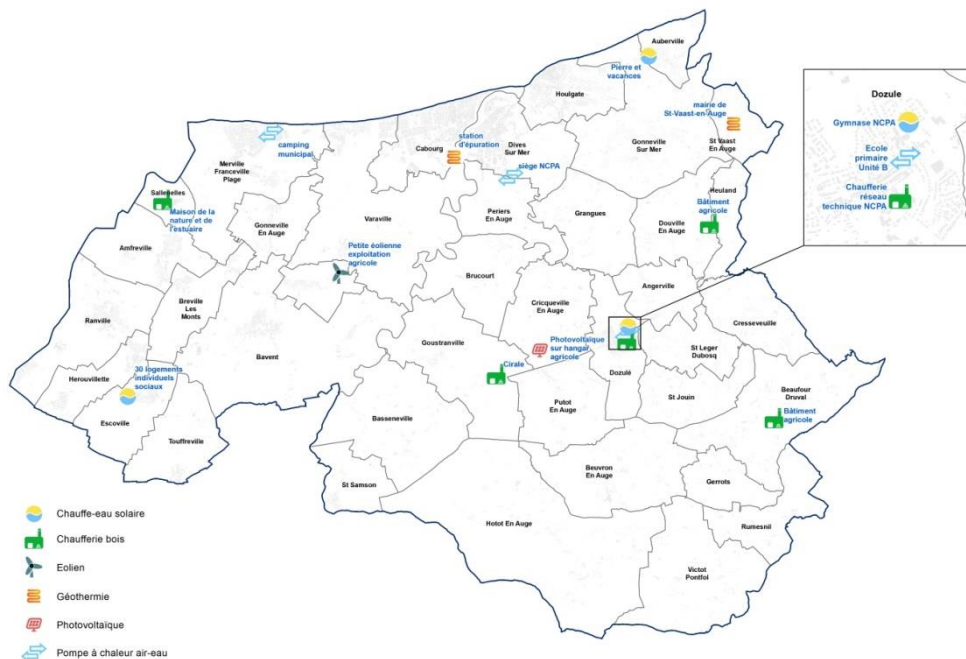 Auberville
Pierre et
vacances
Houlgate
mairie de
St-Vaast-en Auge
St Vaast
En Auge
Gonneville
Sur Mer
camping
municipal
Merville
Franceville
Plage
Cabourg
station
d'épuration
Dives
Sur Mer
siège NCPA
Sallenelles
Maison de la
nature et de
l'estuaire
Gonneville
En Auge
Varaville
Periers
En Auge
Grangues
Heuland
Bâtiment
agricole
Douville
En Auge
Amfreville
Petite éolienne
exploitation
agricole
Brucourt
Angerville
Breville
Les
Monts
Ranville
Cricqueville
En Auge
Cresseveuille
Bavent
Goustranville
Photovoltaïque
sur hangar
agricole
St Leger
Dubosq
Herouvillette
30 logements
individuels
sociaux
Cirale
Dozulé
St Jouin
Beaufour
Druval
Bâtiment
agricole
Escoville
Touffreville
Basseneville
Putot
En Auge
Beuvron
En Auge
Gerrots
St Samson
Hotot En Auge
Rumesnil
Victot
Pontfol
Dozule
Gymnase NCPA
Ecole
primaire
Unité B
Chaufferie
réseau
technique NCPA
Chauffe-eau solaire
Chaufferie bois
Eolien
Géothermie
Photovoltaïque
Pompe à chaleur air-eau